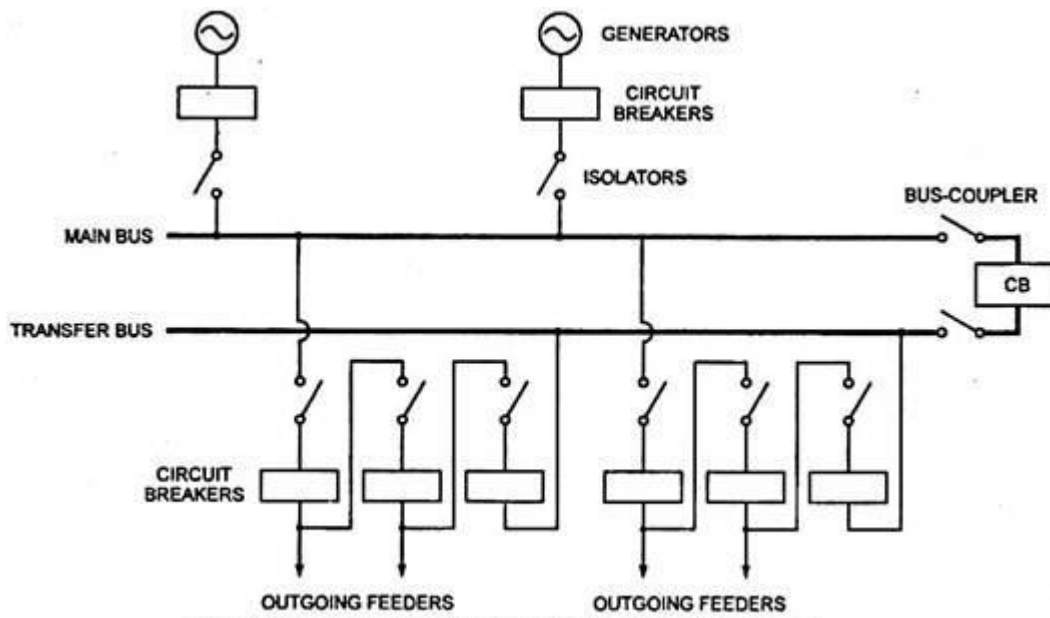 GENERATORS
CIRCUIT
BREAKERS
ISOLATORS
BUS-COUPLER
MAIN BUS
CB
TRANSFER BUS
CIRCUIT
BREAKERS
OUTGOING FEEDERS
OUTGOING FEEDERS